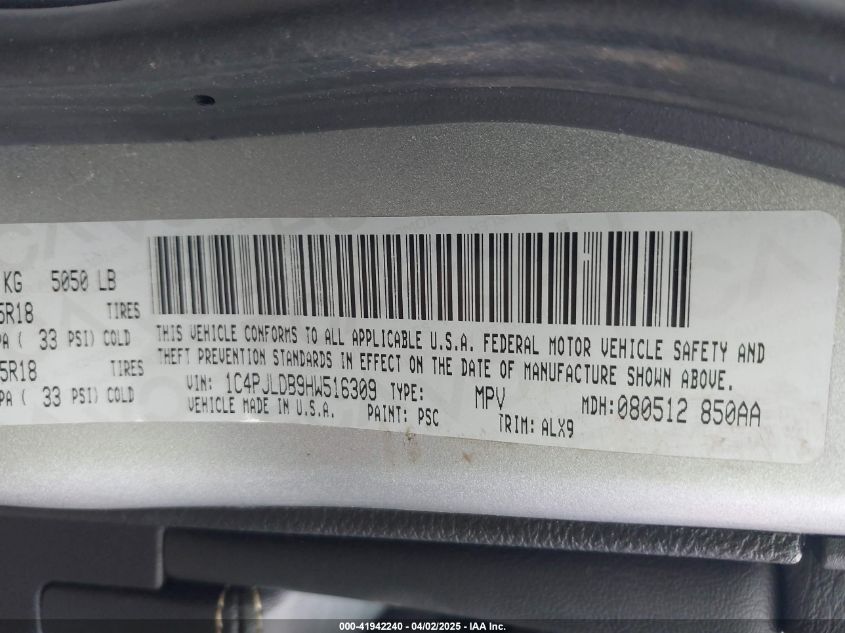 KG 5050 LB
5R18 TIRES
PA ( 33 PSI) COLD
5R18 TIRES
PA ( 33 PSI) COLD
THIS VEHICLE CONFORMS TO ALL APPLICABLE U.S.A. FEDERAL MOTOR VEHICLE SAFETY AND
THEFT PREVENTION STANDARDS IN EFFECT ON THE DATE OF MANUFACTURE SHOWN ABOVE.
VIN: 1C4PJLDB9HW516309 TYPE: MPV MDH:080512 850AA
VEHICLE MADE IN U.S.A. PAINT: PSC TRIM: ALX9
000-41942240 - 04/02/2025 - IAA Inc.